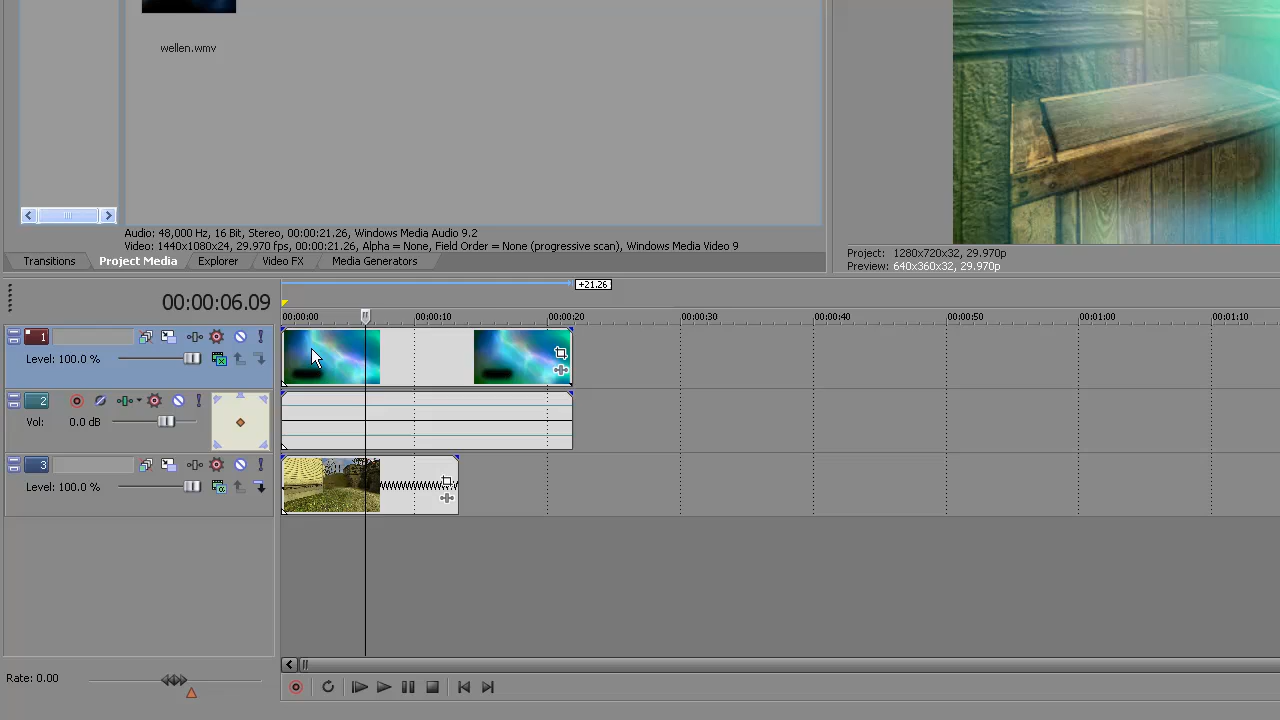 wellen.wmv
Audio: 48,000 Hz, 16 Bit, Stereo, 00:00:21.26, Windows Media Audio 9.2
Video: 1440x1080x24, 29.970 fps, 00:00:21.26, Alpha = None, Field Order = None (progressive scan), Windows Media Video 9
Transitions Project Media Explorer Video FX Media Generators
Project: 1280x720x32, 29.970p
Preview: 640x360x32, 29.970p
+21.26
00:00:06.09
00:00:00 00:00:10 00:00:20 00:00:30 00:00:40 00:00:50 00:01:00 00:01:10
1
Level: 100.0 %
2
Vol: 0.0 dB
3
Level: 100.0 %
Rate: 0.00